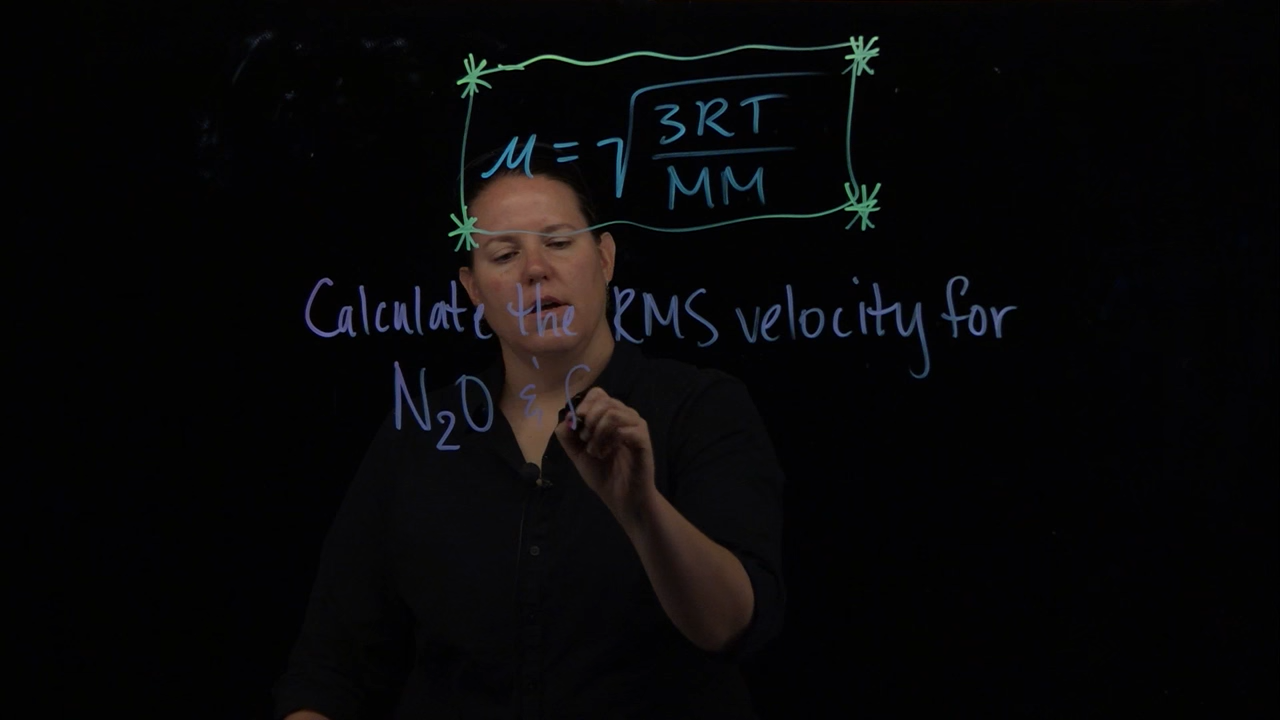 μ = √(3RT/MM)
Calculate the RMS velocity for
N₂O &